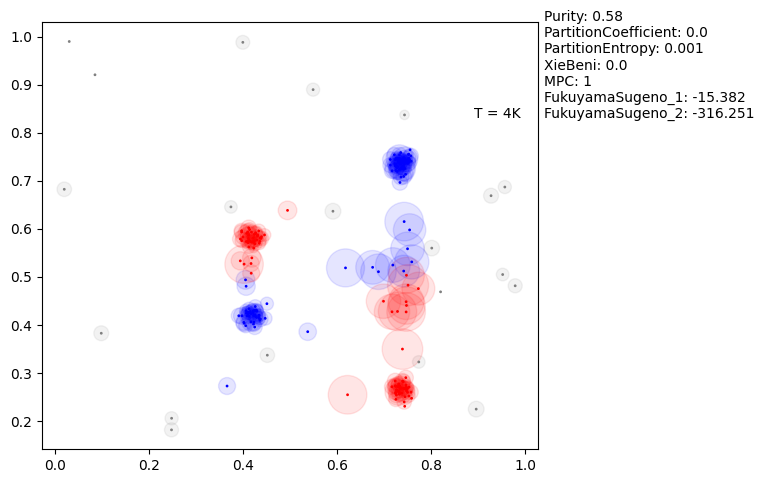 Purity: 0.58
PartitionCoefficient: 0.0
PartitionEntropy: 0.001
XieBeni: 0.0
MPC: 1
FukuyamaSugeno_1: -15.382
FukuyamaSugeno_2: -316.251
T = 4K
1.0
0.9
0.8
0.7
0.6
0.5
0.4
0.3
0.2
0.0 0.2 0.4 0.6 0.8 1.0